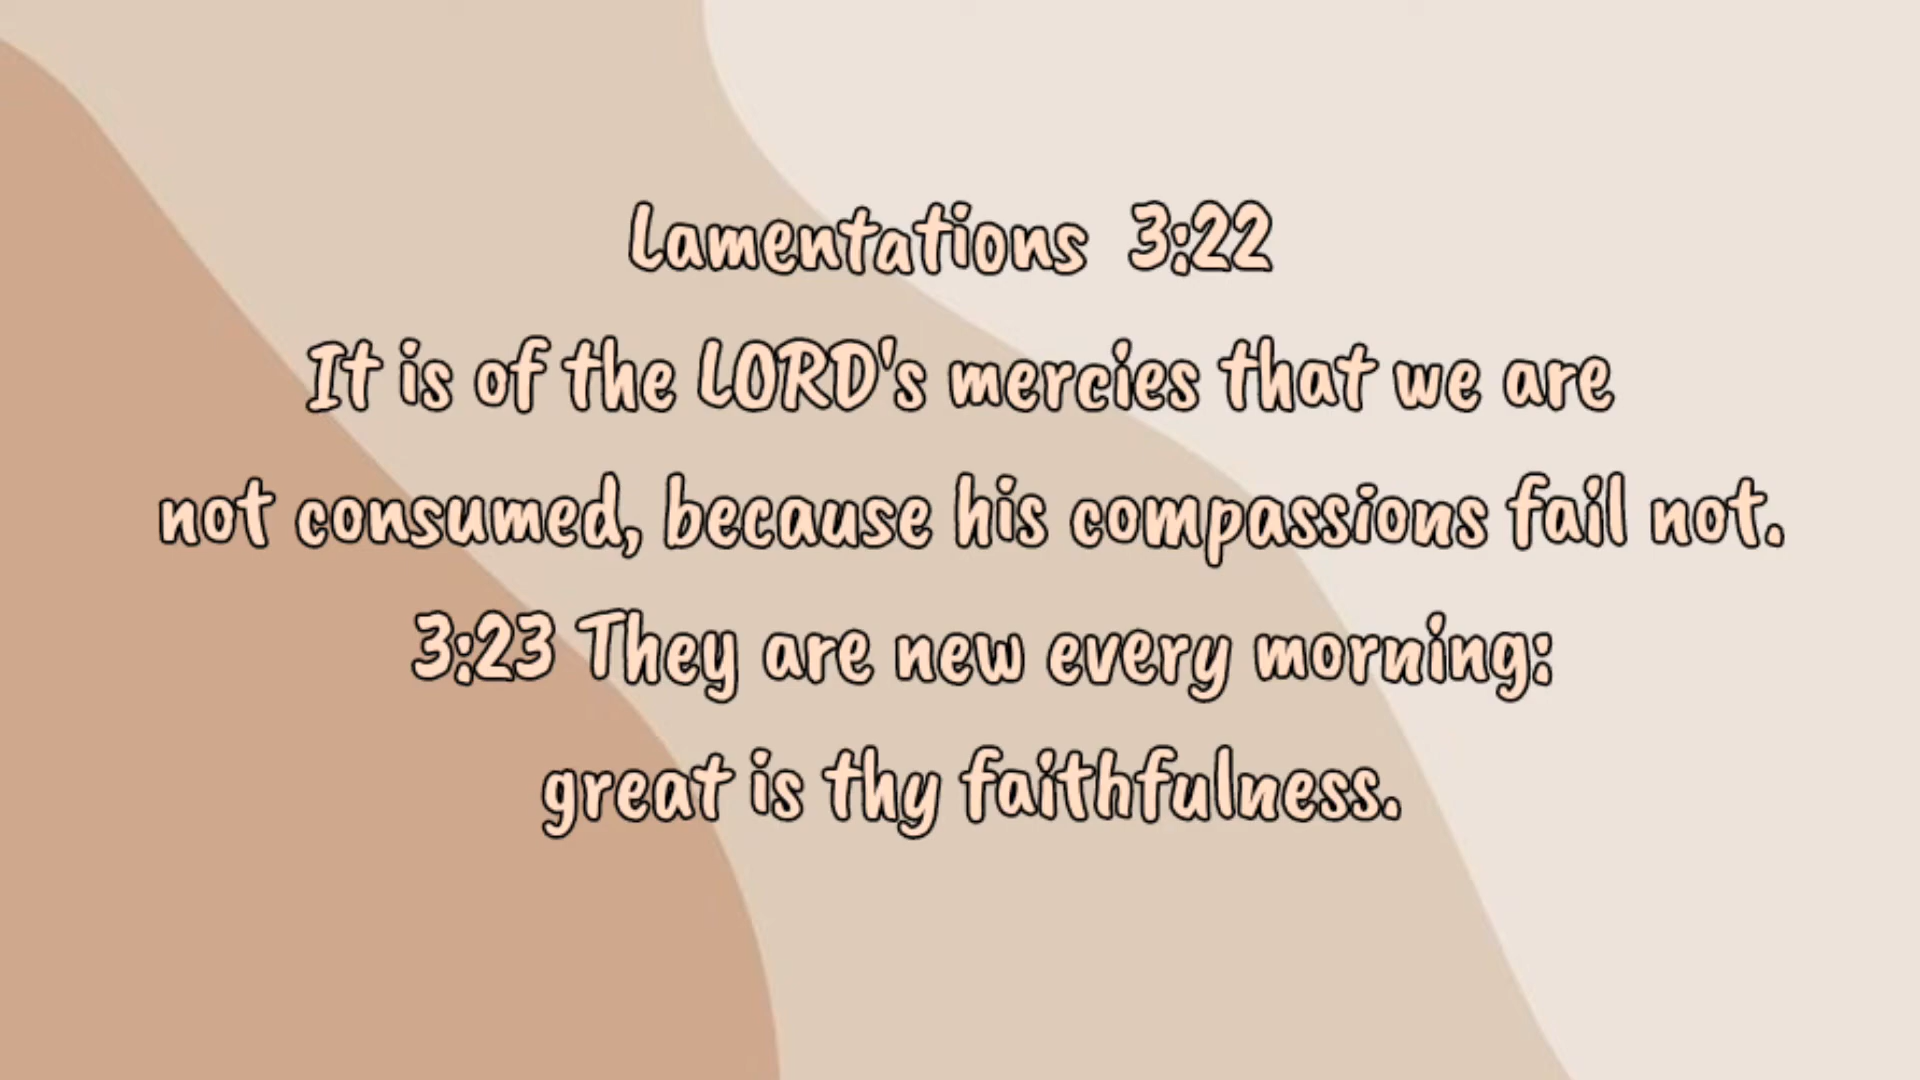 Lamentations 3:22
It is of the LORD's mercies that we are
not consumed, because his compassions fail not.
3:23 They are new every morning:
great is thy faithfulness.